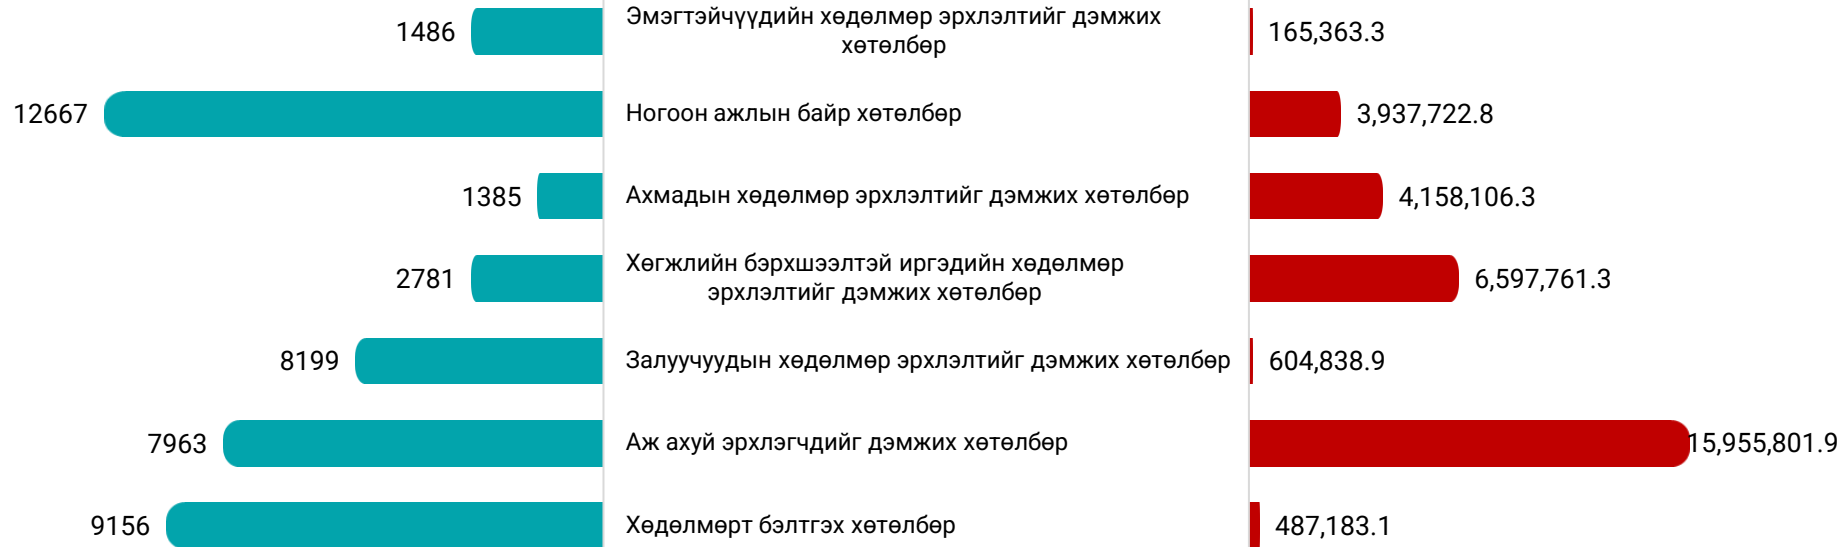 1486
Эмэгтэйчүүдийн хөдөлмөр эрхлэлтийг дэмжих
хөтөлбөр
165,363.3
12667
Ногоон ажлын байр хөтөлбөр
3,937,722.8
1385
Ахмадын хөдөлмөр эрхлэлтийг дэмжих хөтөлбөр
4,158,106.3
2781
Хөгжлийн бэрхшээлтэй иргэдийн хөдөлмөр
эрхлэлтийг дэмжих хөтөлбөр
6,597,761.3
8199
Залуучуудын хөдөлмөр эрхлэлтийг дэмжих хөтөлбөр
604,838.9
7963
Аж ахуй эрхлэгчдийг дэмжих хөтөлбөр
15,955,801.9
9156
Хөдөлмөрт бэлтгэх хөтөлбөр
487,183.1